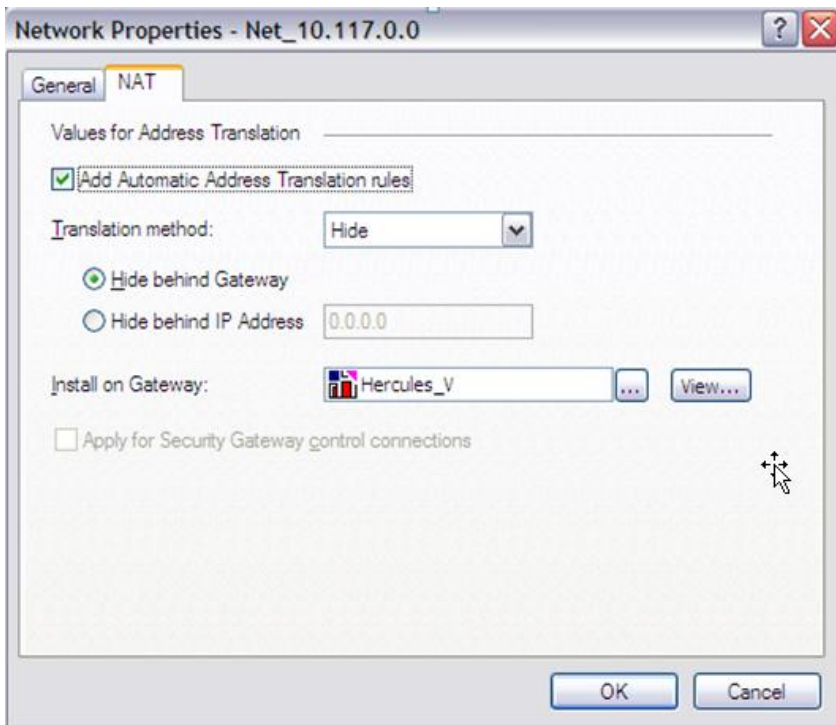 Network Properties - Net_10.117.0.0
General NAT
Values for Address Translation
Add Automatic Address Translation rules
Translation method: Hide
Hide behind Gateway
Hide behind IP Address 0.0.0.0
Install on Gateway: Hercules_V ... View...
Apply for Security Gateway control connections
OK Cancel